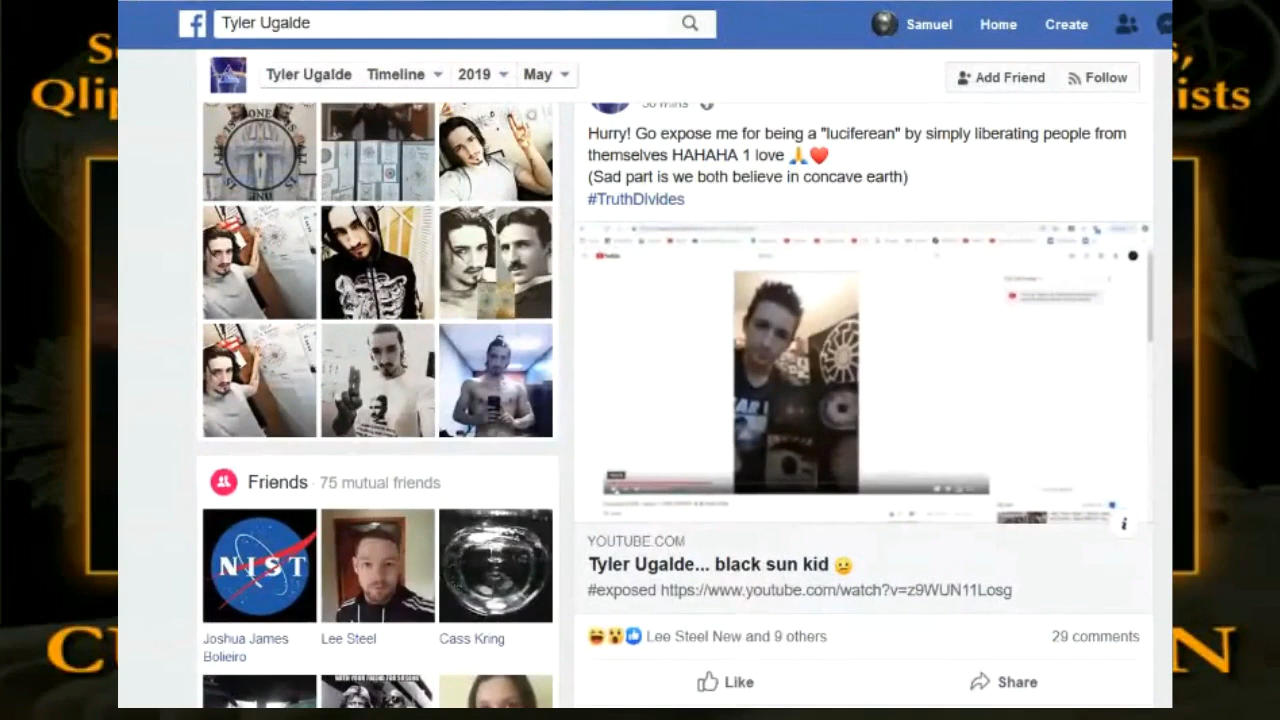 Tyler Ugalde
Samuel
Home
Create
Tyler Ugalde
Timeline
2019
May
Add Friend
Follow
Hurry! Go expose me for being a "luciferean" by simply liberating people from
themselves HAHAHA 1 love 🙏❤️
(Sad part is we both believe in concave earth)
#TruthDivides
Friends · 75 mutual friends
NIST
Joshua James
Bolieiro
Lee Steel
Cass Kring
YOUTUBE.COM
Tyler Ugalde... black sun kid 😕
#exposed https://www.youtube.com/watch?v=z9WUN11Losg
Lee Steel New and 9 others
29 comments
Like
Share